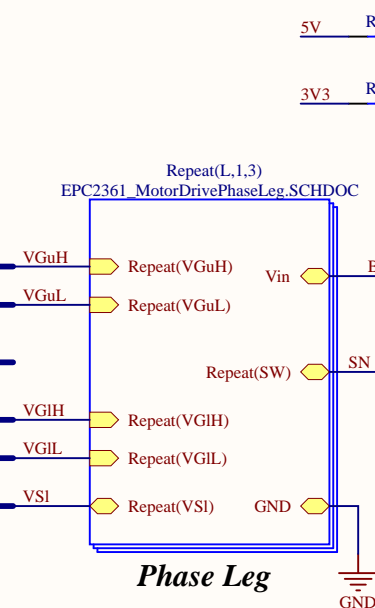 5V
R
3V3
R
Repeat(L,1,3)
EPC2361_MotorDrivePhaseLeg.SCHDOC
VGuH
Repeat(VGuH)
Vin
B
VGuL
Repeat(VGuL)
Repeat(SW)
SN
VGlH
Repeat(VGlH)
VGlL
Repeat(VGlL)
VSl
Repeat(VSl)
GND
Phase Leg
GND